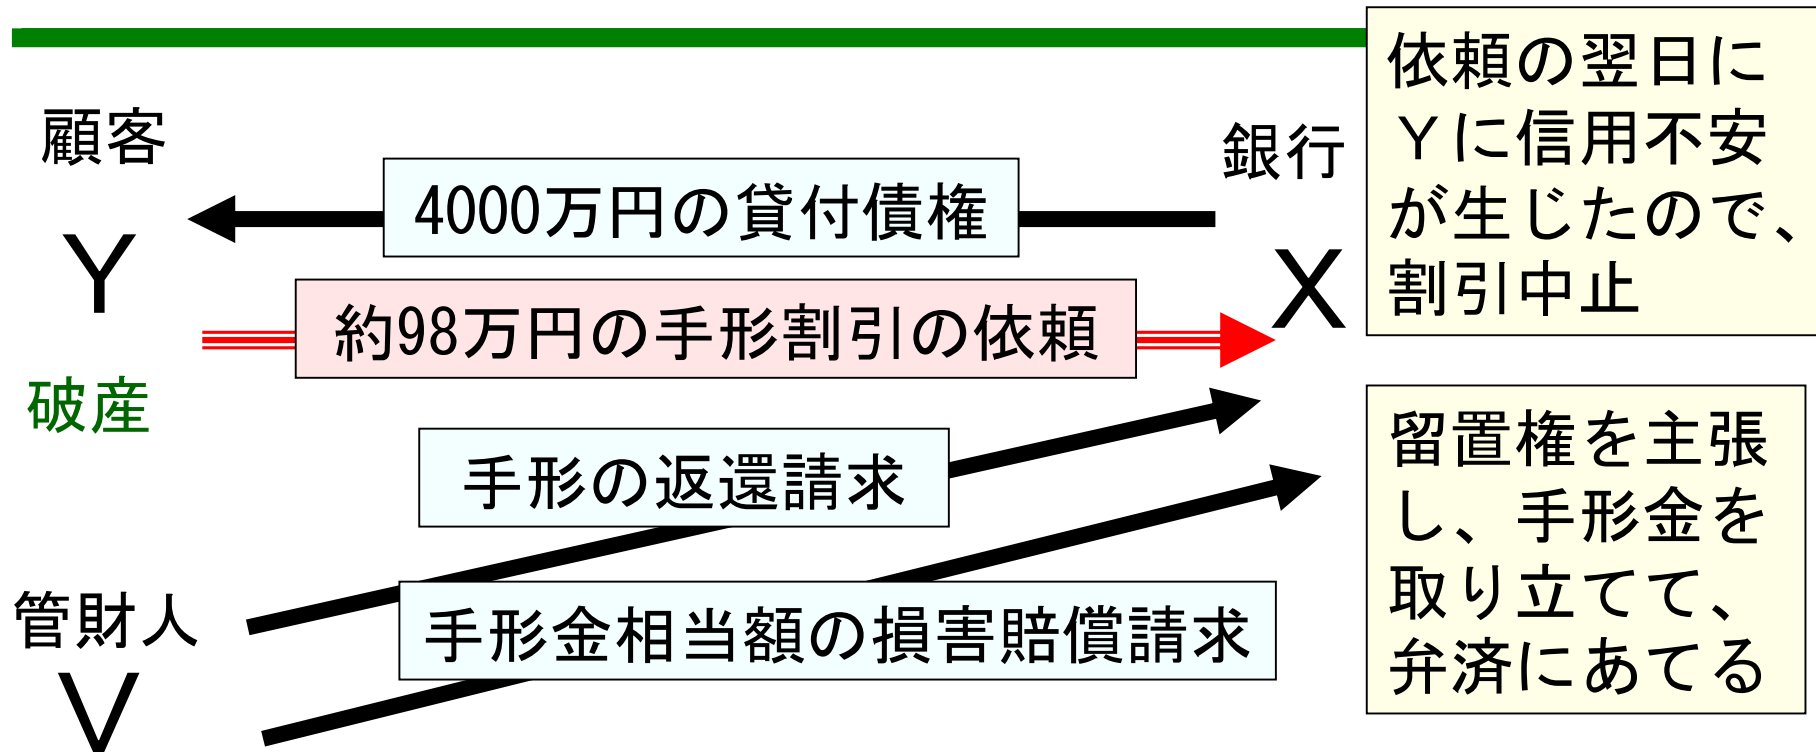 依頼の翌日に
Ｙに信用不安
が生じたので、
割引中止
顧客
銀行
4000万円の貸付債権
Ｙ
Ｘ
約98万円の手形割引の依頼
破産
留置権を主張
し、手形金を
取り立てて、
弁済にあてる
手形の返還請求
管財人
手形金相当額の損害賠償請求
Ｖ